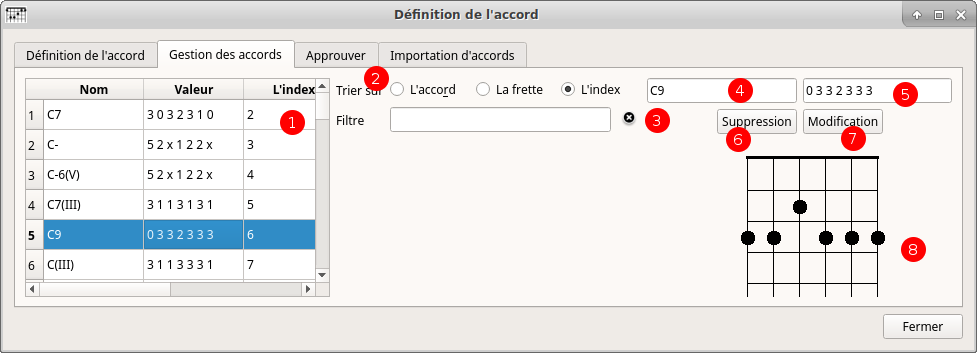 Définition de l'accord
Définition de l'accord Gestion des accords Approuver Importation d'accords
Nom Valeur L'index
1 C7 3 0 3 2 3 1 0 2
2 C- 5 2 x 1 2 2 x 3
3 C-6(V) 5 2 x 1 2 2 x 4
4 C7(III) 3 1 1 3 1 3 1 5
5 C9 0 3 3 2 3 3 3 6
6 C(III) 3 1 1 3 3 3 1 7
1
2
Trier sur L'accord La frette L'index
Filtre
3
C9 4 0 3 3 2 3 3 3 5
Suppression Modification
6 7
8
Fermer